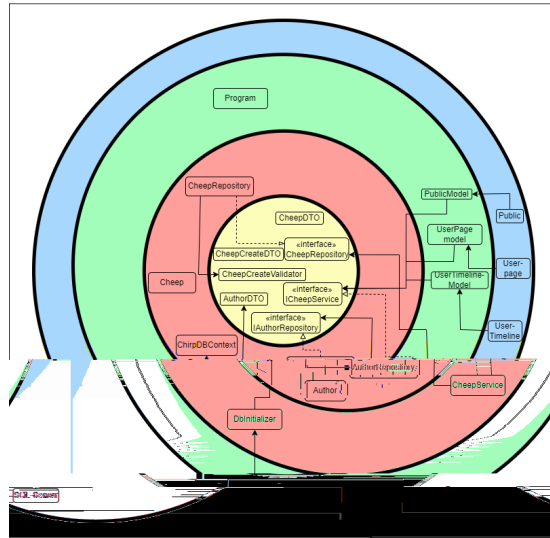 Program
CheepRepository
PublicModel
Public
CheepDTO
UserPage
model
«interface»
CheepRepository
CheepCreateDTO
User-
page
Cheep
CheepCreateValidator
UserTimeline-
Model
«interface»
ICheepService
AuthorDTO
«interface»
IAuthorRepository
User-
Timeline
ChirpDBContext
AuthorRepository
Author
CheepService
DbInitializer